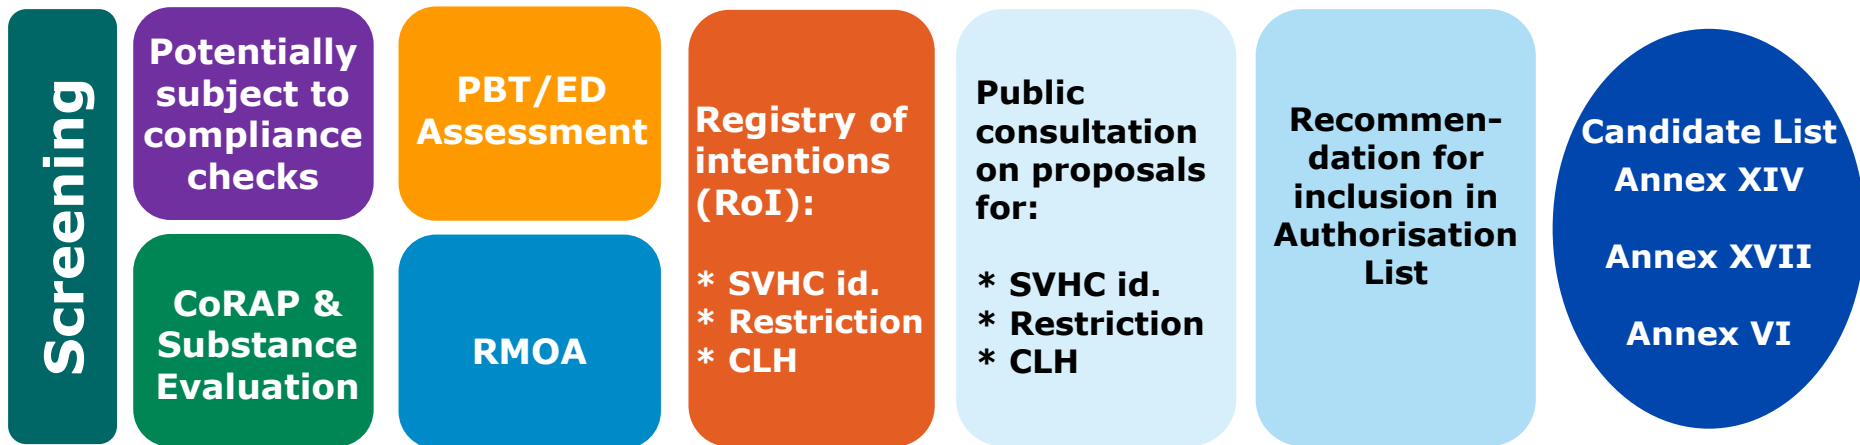 Screening
Potentially
subject to
compliance
checks
CoRAP &
Substance
Evaluation
PBT/ED
Assessment
RMOA
Registry of
intentions
(RoI):
* SVHC id.
* Restriction
* CLH
Public
consultation
on proposals
for:
* SVHC id.
* Restriction
* CLH
Recommen-
dation for
inclusion in
Authorisation
List
Candidate List
Annex XIV
Annex XVII
Annex VI